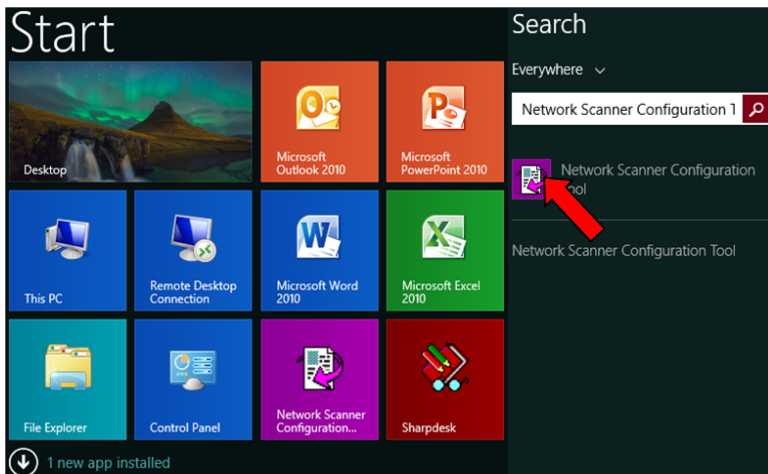 Start
Desktop
Microsoft
Outlook 2010
Microsoft
PowerPoint 2010
This PC
Remote Desktop
Connection
Microsoft Word
2010
Microsoft Excel
2010
File Explorer
Control Panel
Network Scanner
Configuration...
Sharpdesk
1 new app installed
Search
Everywhere
Network Scanner Configuration
Network Scanner Configuration
Network Scanner Configuration Tool